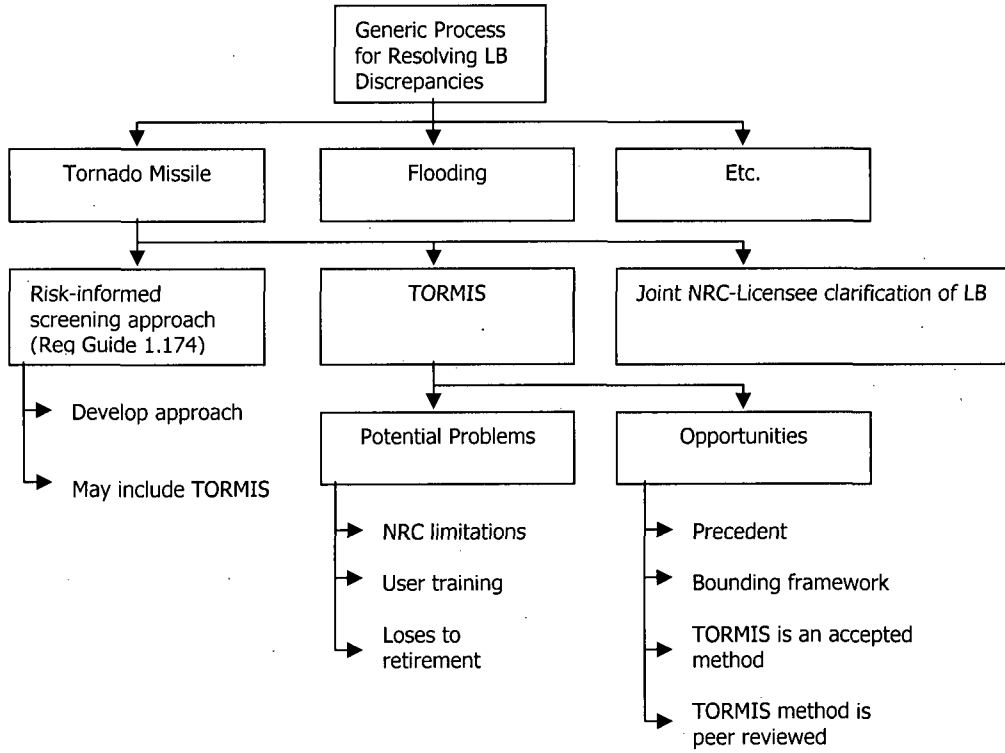 Generic Process
for Resolving LB
Discrepancies
Tornado Missile
Flooding
Etc.
Risk-informed
screening approach
(Reg Guide 1.174)
TORMIS
Joint NRC-Licensee clarification of LB
Develop approach
May include TORMIS
Potential Problems
Opportunities
NRC limitations
User training
Loses to
retirement
Precedent
Bounding framework
TORMIS is an accepted
method
TORMIS method is
peer reviewed